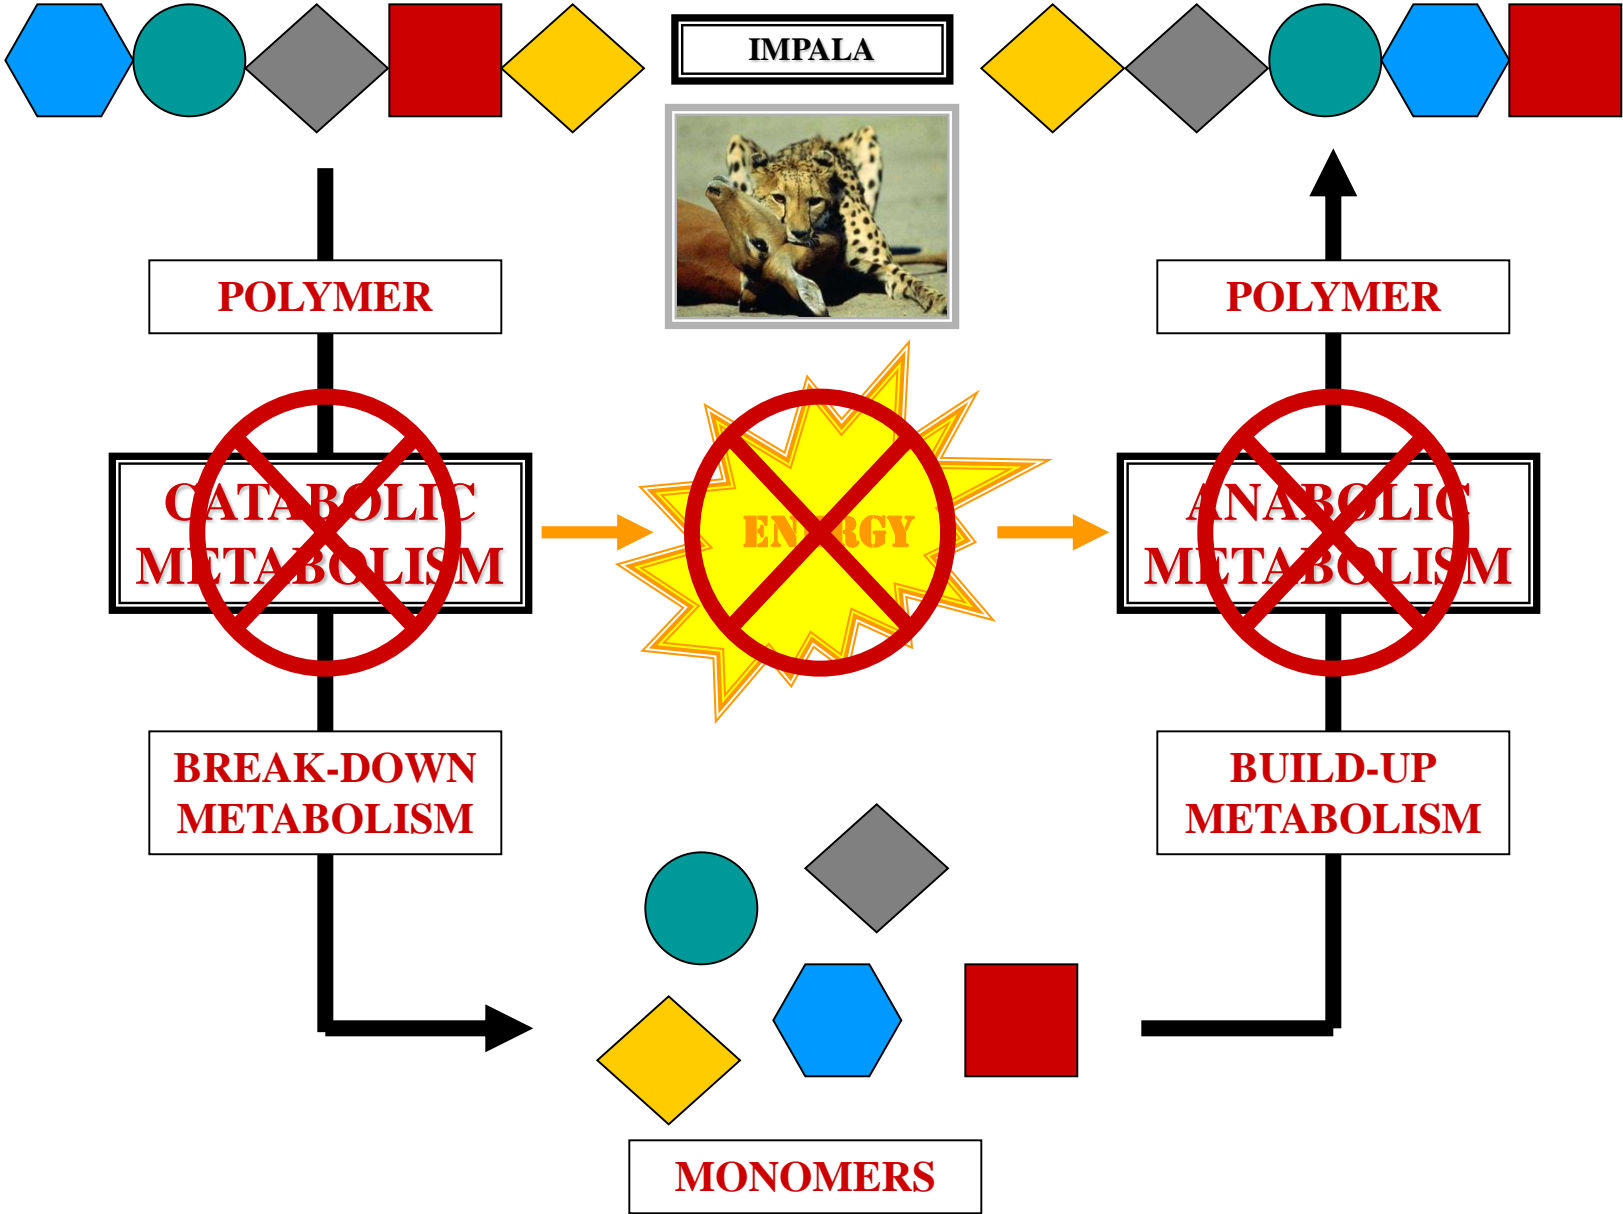 IMPALA
POLYMER
POLYMER
CATABOLIC
METABOLISM
ENERGY
ANABOLIC
METABOLISM
BREAK-DOWN
METABOLISM
BUILD-UP
METABOLISM
MONOMERS